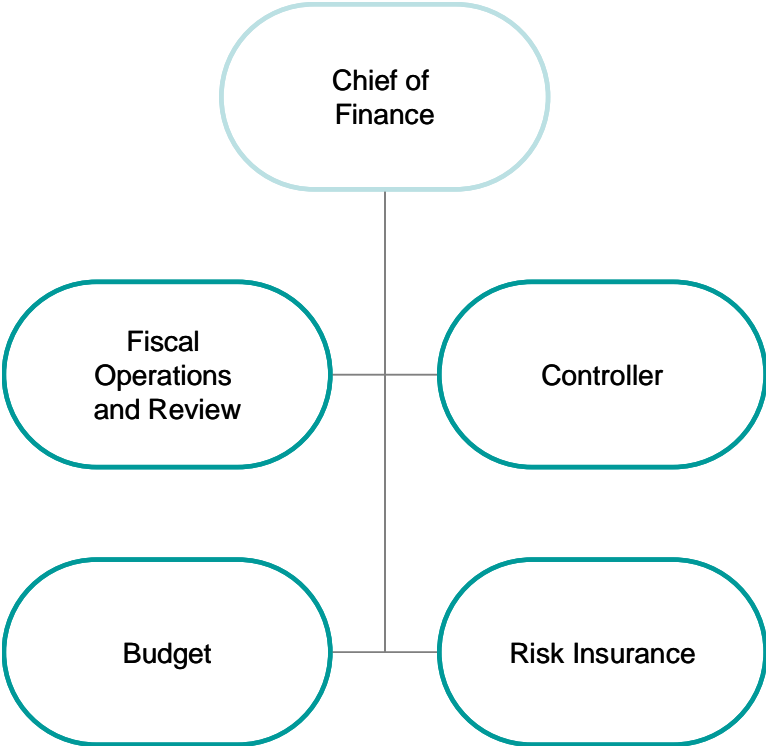 Chief of
Finance
Fiscal
Operations
and Review
Controller
Budget
Risk Insurance